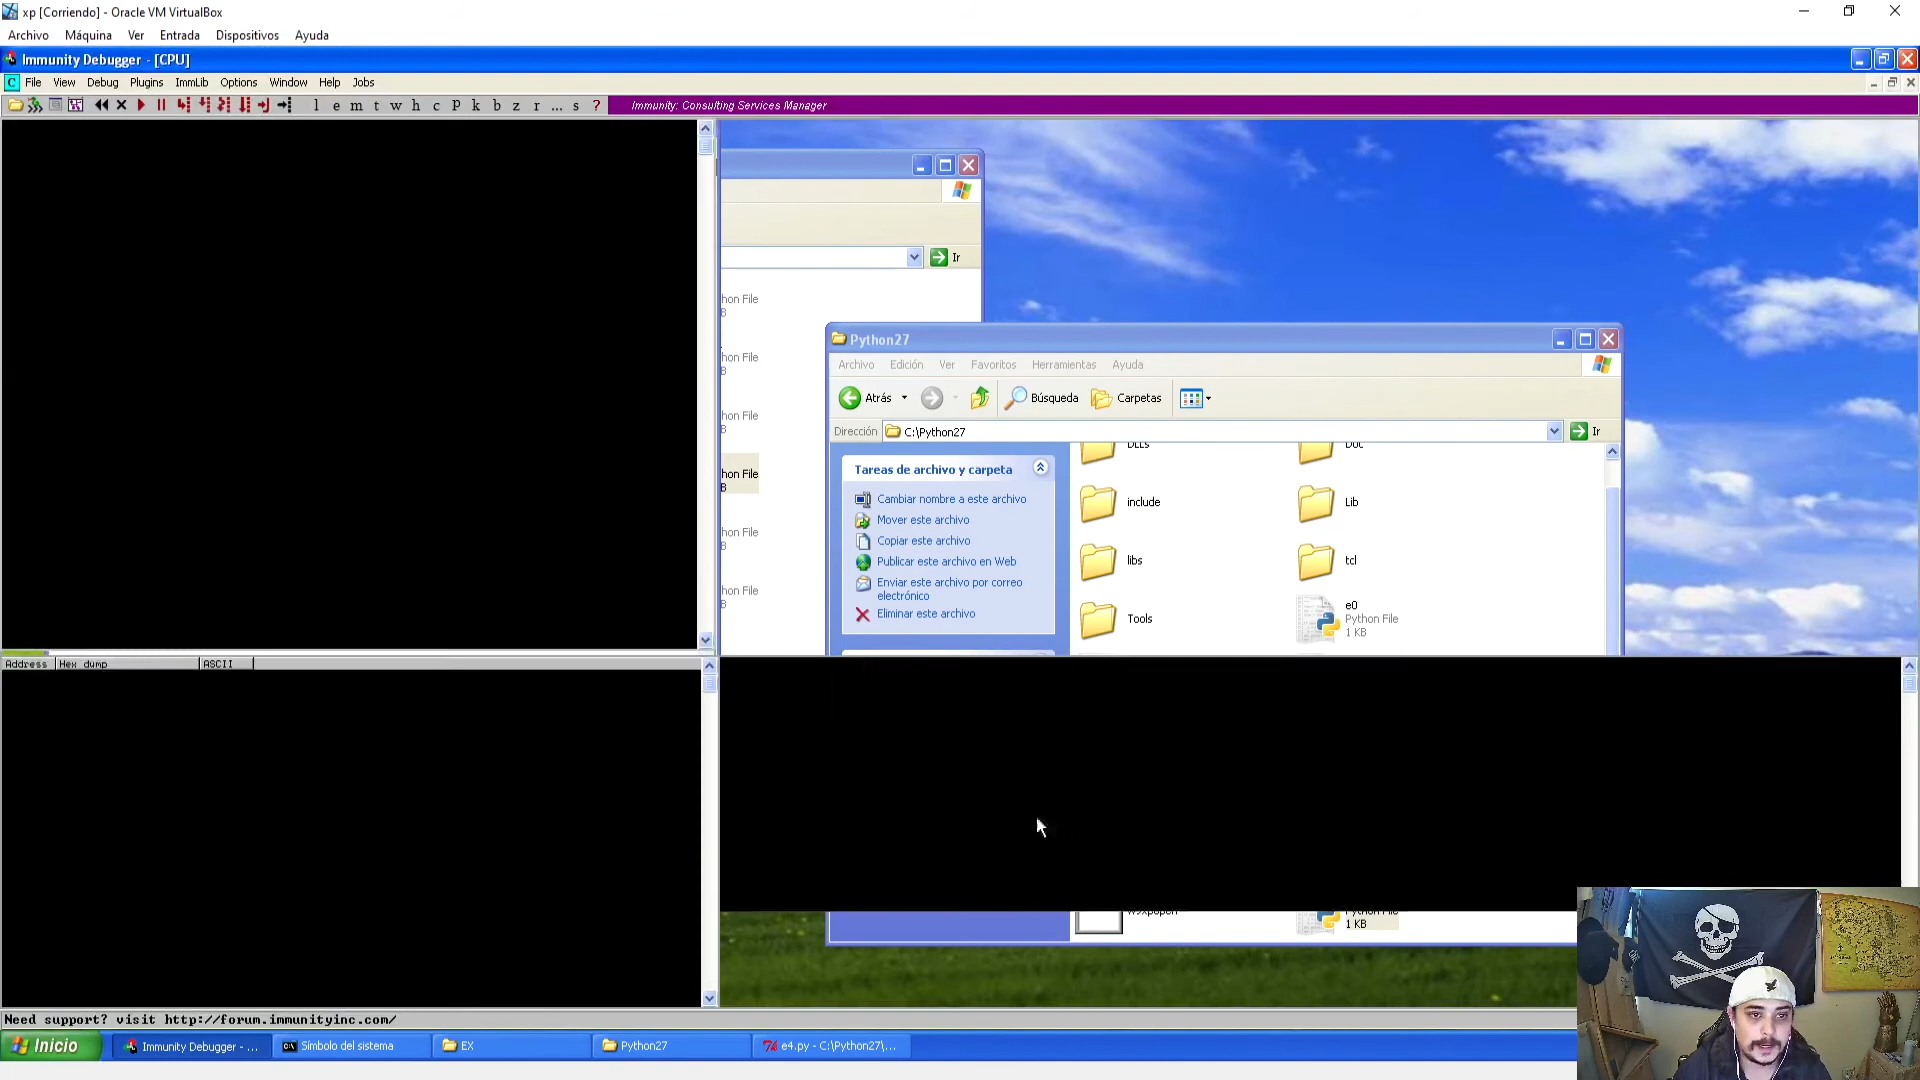 xp [Corriendo] - Oracle VM VirtualBox
Archivo Máquina Ver Entrada Dispositivos Ayuda
Immunity Debugger - [CPU]
C File View Debug Plugins ImmLib Options Window Help Jobs
l e m t w h c P k b z r ... s ? Immunity: Consulting Services Manager
Ir
hon File
B
hon File
B
hon File
B
hon File
B
hon File
B
hon File
B
Python27
Archivo Edición Ver Favoritos Herramientas Ayuda
Atrás Búsqueda Carpetas
Dirección C:\Python27 Ir
Tareas de archivo y carpeta
Cambiar nombre a este archivo
Mover este archivo
Copiar este archivo
Publicar este archivo en Web
Enviar este archivo por correo
electrónico
Eliminar este archivo
DLLs Doc
include Lib
libs tcl
Tools
e0
Python File
1 KB
Address Hex dump ASCII
w9xpopen
Python File
1 KB
Need support? visit http://forum.immunityinc.com/
Inicio Immunity Debugger - ... Símbolo del sistema EX Python27 e4.py - C:\Python27\...